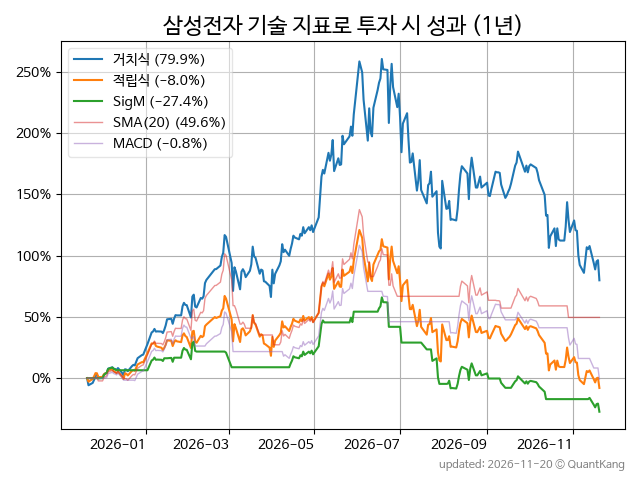 삼성전자 기술 지표로 투자 시 성과 (1년)
거치식 (79.9%)
적립식 (−8.0%)
SigM (−27.4%)
SMA(20) (49.6%)
MACD (−0.8%)
250%
200%
150%
100%
50%
0%
2026-01 2026-03 2026-05 2026-07 2026-09 2026-11
updated: 2026-11-20 © QuantKang